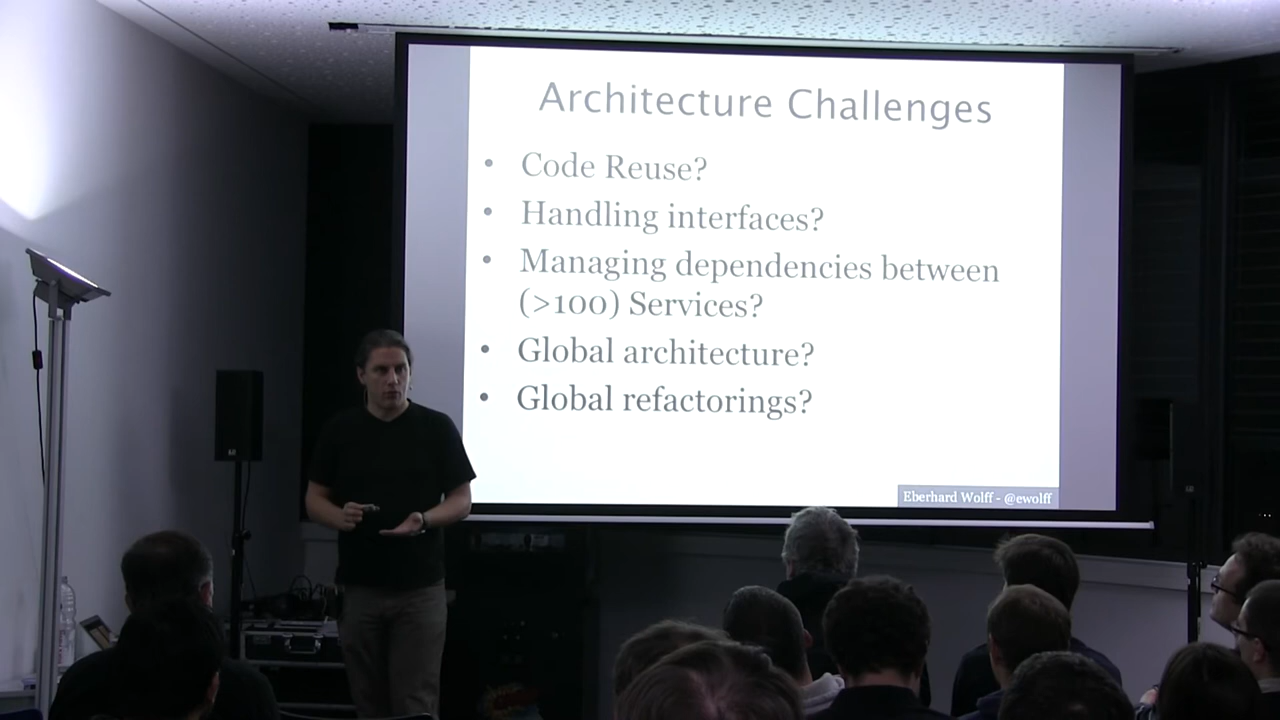 Architecture Challenges
• Code Reuse?
• Handling interfaces?
• Managing dependencies between
(>100) Services?
• Global architecture?
• Global refactorings?
Eberhard Wolff - @ewolff